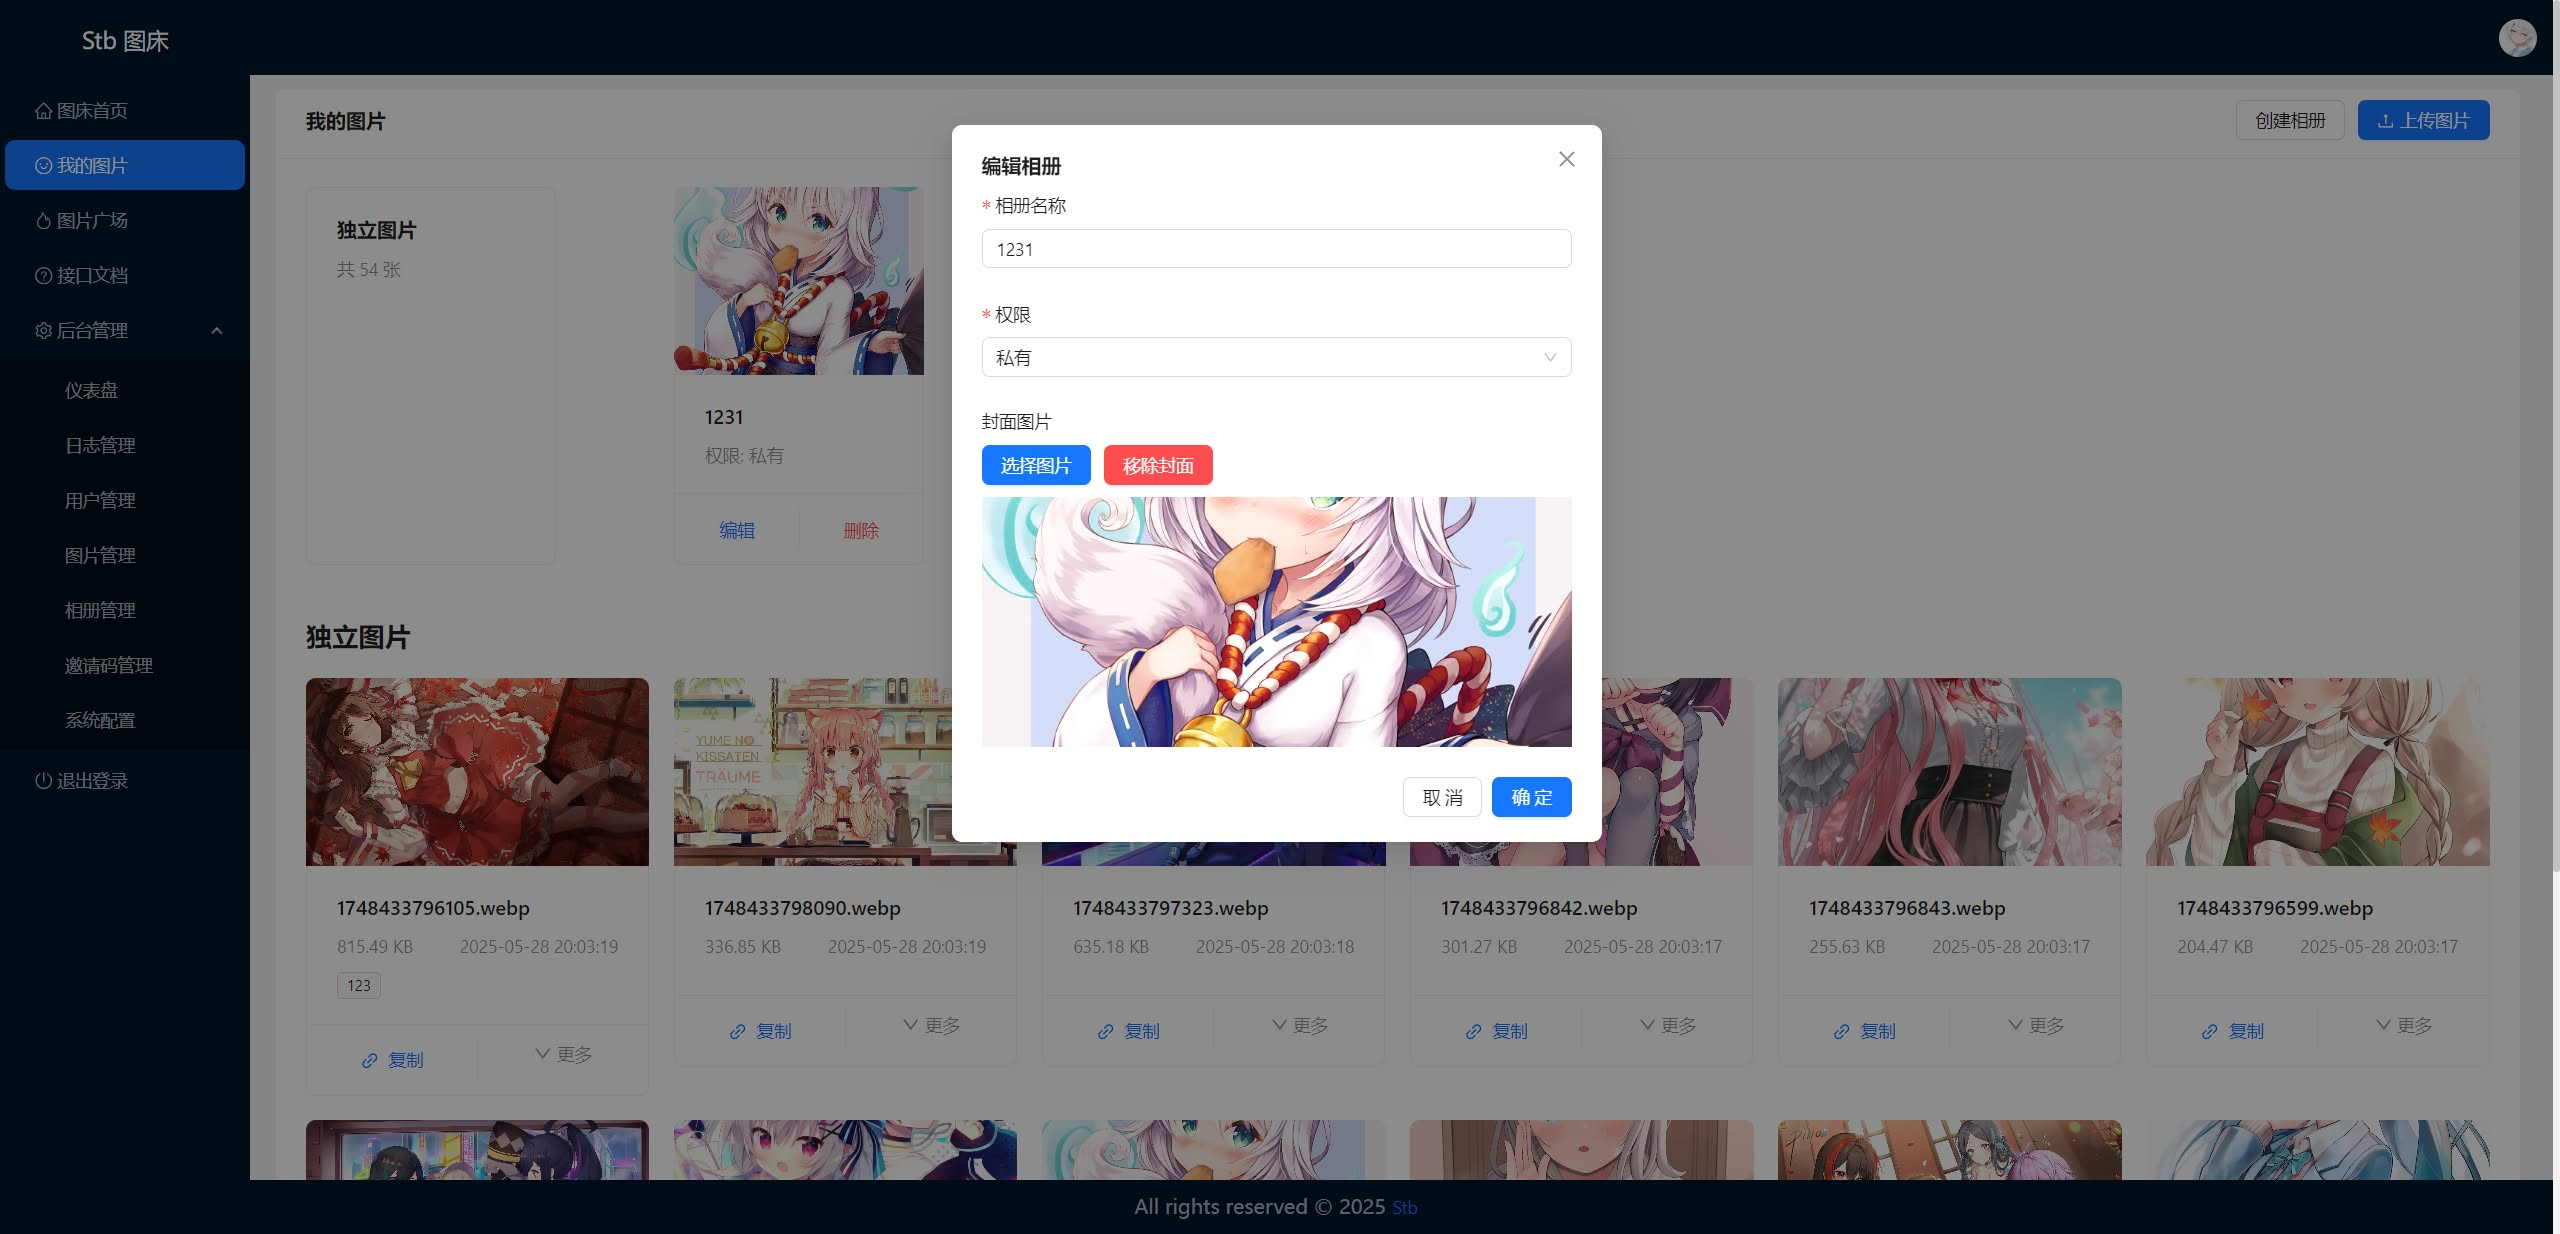 Stb 图床
图床首页
我的图片
图片广场
接口文档
后台管理
仪表盘
日志管理
用户管理
图片管理
相册管理
邀请码管理
系统配置
退出登录
我的图片
创建相册
上传图片
独立图片
共 54 张
1231
权限: 私有
编辑
删除
编辑相册
* 相册名称
1231
* 权限
私有
封面图片
选择图片
移除封面
取 消
确 定
独立图片
YUME NO
KISSATEN
TRÄUME
1748433796105.webp
815.49 KB 2025-05-28 20:03:19
123
复制 更多
1748433798090.webp
336.85 KB 2025-05-28 20:03:19
复制 更多
1748433797323.webp
635.18 KB 2025-05-28 20:03:18
复制 更多
1748433796842.webp
301.27 KB 2025-05-28 20:03:17
复制 更多
1748433796843.webp
255.63 KB 2025-05-28 20:03:17
复制 更多
1748433796599.webp
204.47 KB 2025-05-28 20:03:17
复制 更多
All rights reserved © 2025 Stb